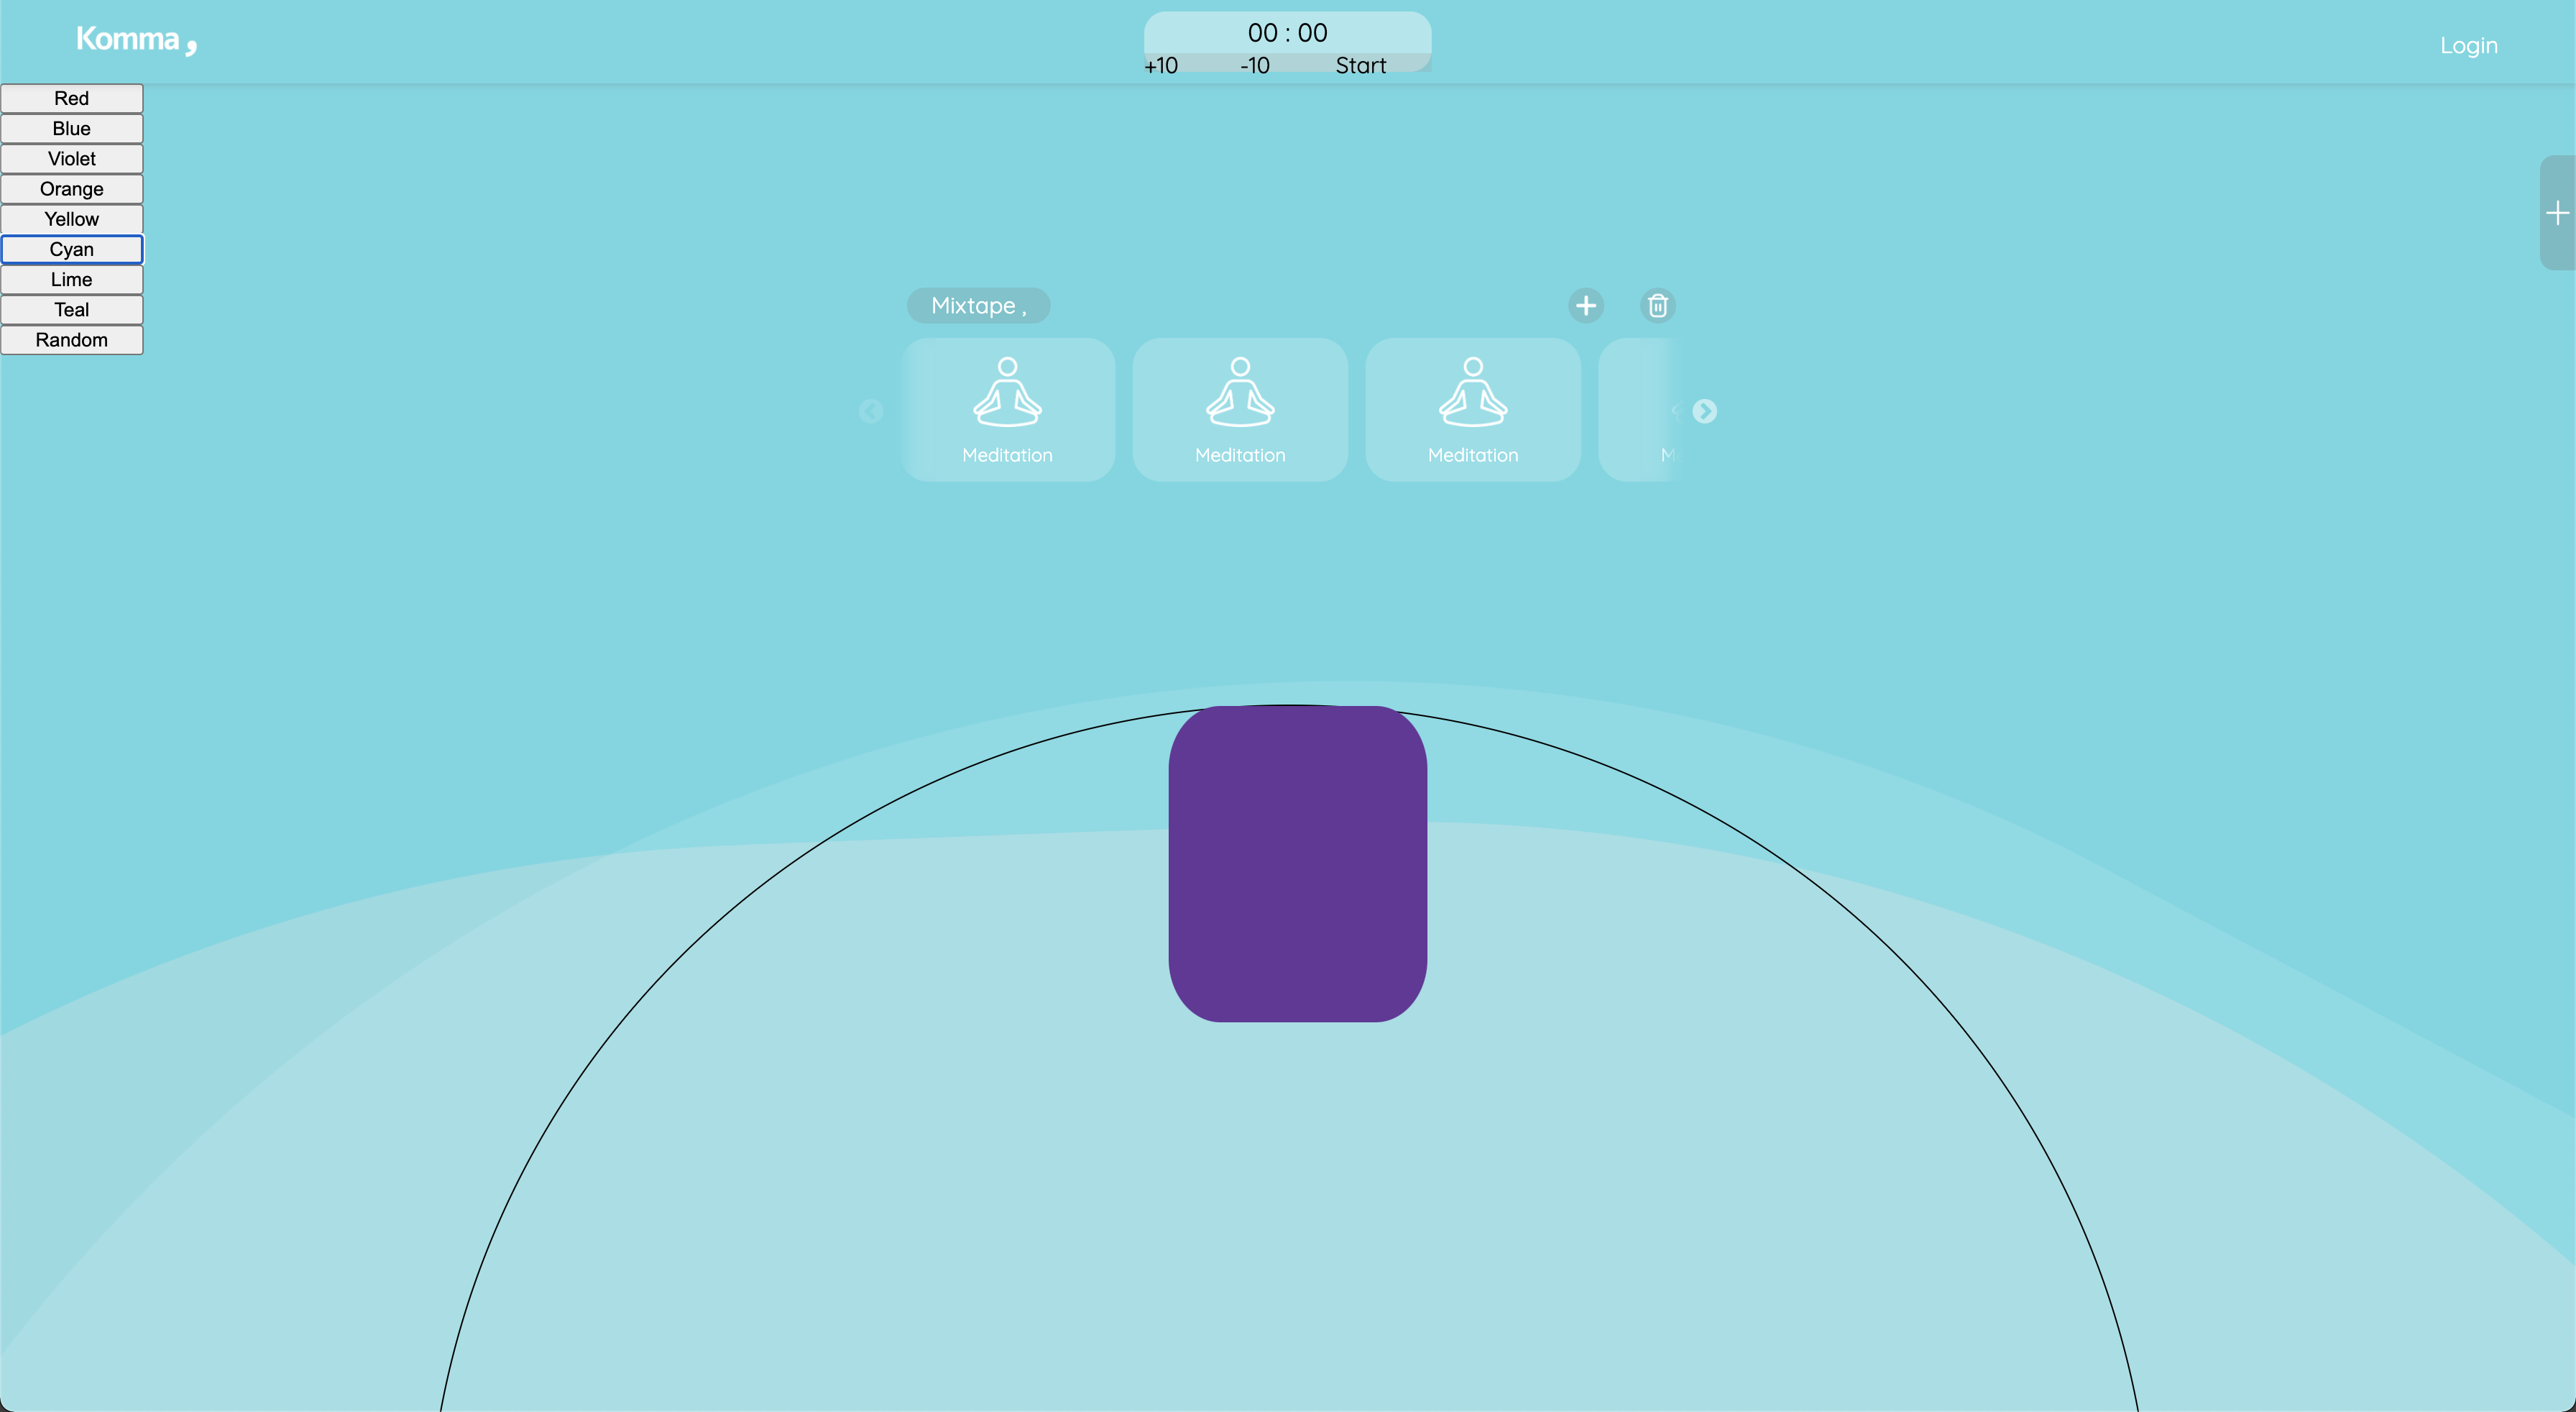 Komma,
00 : 00
+10 -10 Start
Login
Red
Blue
Violet
Orange
Yellow
Cyan
Lime
Teal
Random
Mixtape ,
Meditation Meditation Meditation